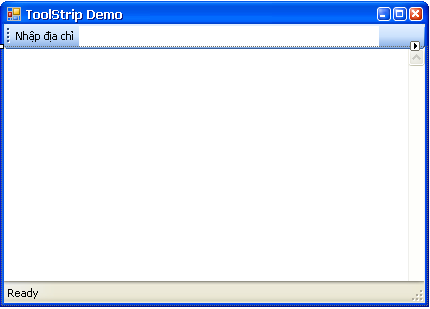 ToolStrip Demo
Nhập địa chỉ
Ready